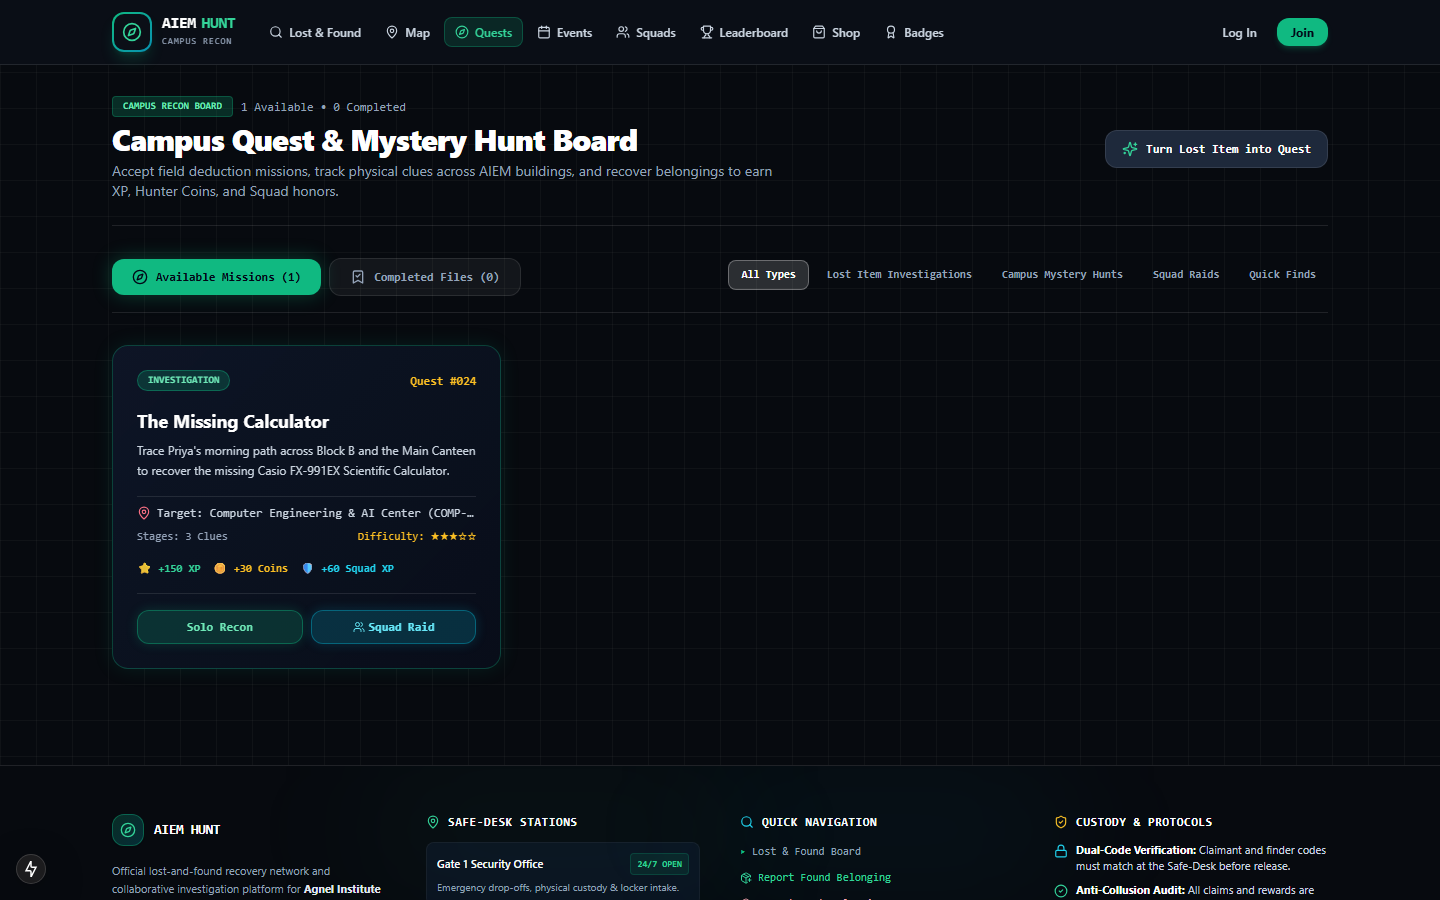 AIEM HUNT
CAMPUS RECON
Lost & Found
Map
Quests
Events
Squads
Leaderboard
Shop
Badges
Log In
Join
CAMPUS RECON BOARD
1 Available • 0 Completed
Campus Quest & Mystery Hunt Board
Accept field deduction missions, track physical clues across AIEM buildings, and recover belongings to earn
XP, Hunter Coins, and Squad honors.
Turn Lost Item into Quest
Available Missions (1)
Completed Files (0)
All Types
Lost Item Investigations
Campus Mystery Hunts
Squad Raids
Quick Finds
INVESTIGATION
Quest #024
The Missing Calculator
Trace Priya's morning path across Block B and the Main Canteen
to recover the missing Casio FX-991EX Scientific Calculator.
Target: Computer Engineering & AI Center (COMP-…
Stages: 3 Clues
Difficulty: ★★★☆☆
+150 XP
+30 Coins
+60 Squad XP
Solo Recon
Squad Raid
AIEM HUNT
Official lost-and-found recovery network and
collaborative investigation platform for Agnel Institute
SAFE-DESK STATIONS
Gate 1 Security Office
24/7 OPEN
Emergency drop-offs, physical custody & locker intake.
QUICK NAVIGATION
Lost & Found Board
Report Found Belonging
CUSTODY & PROTOCOLS
Dual-Code Verification: Claimant and finder codes
must match at the Safe-Desk before release.
Anti-Collusion Audit: All claims and rewards are